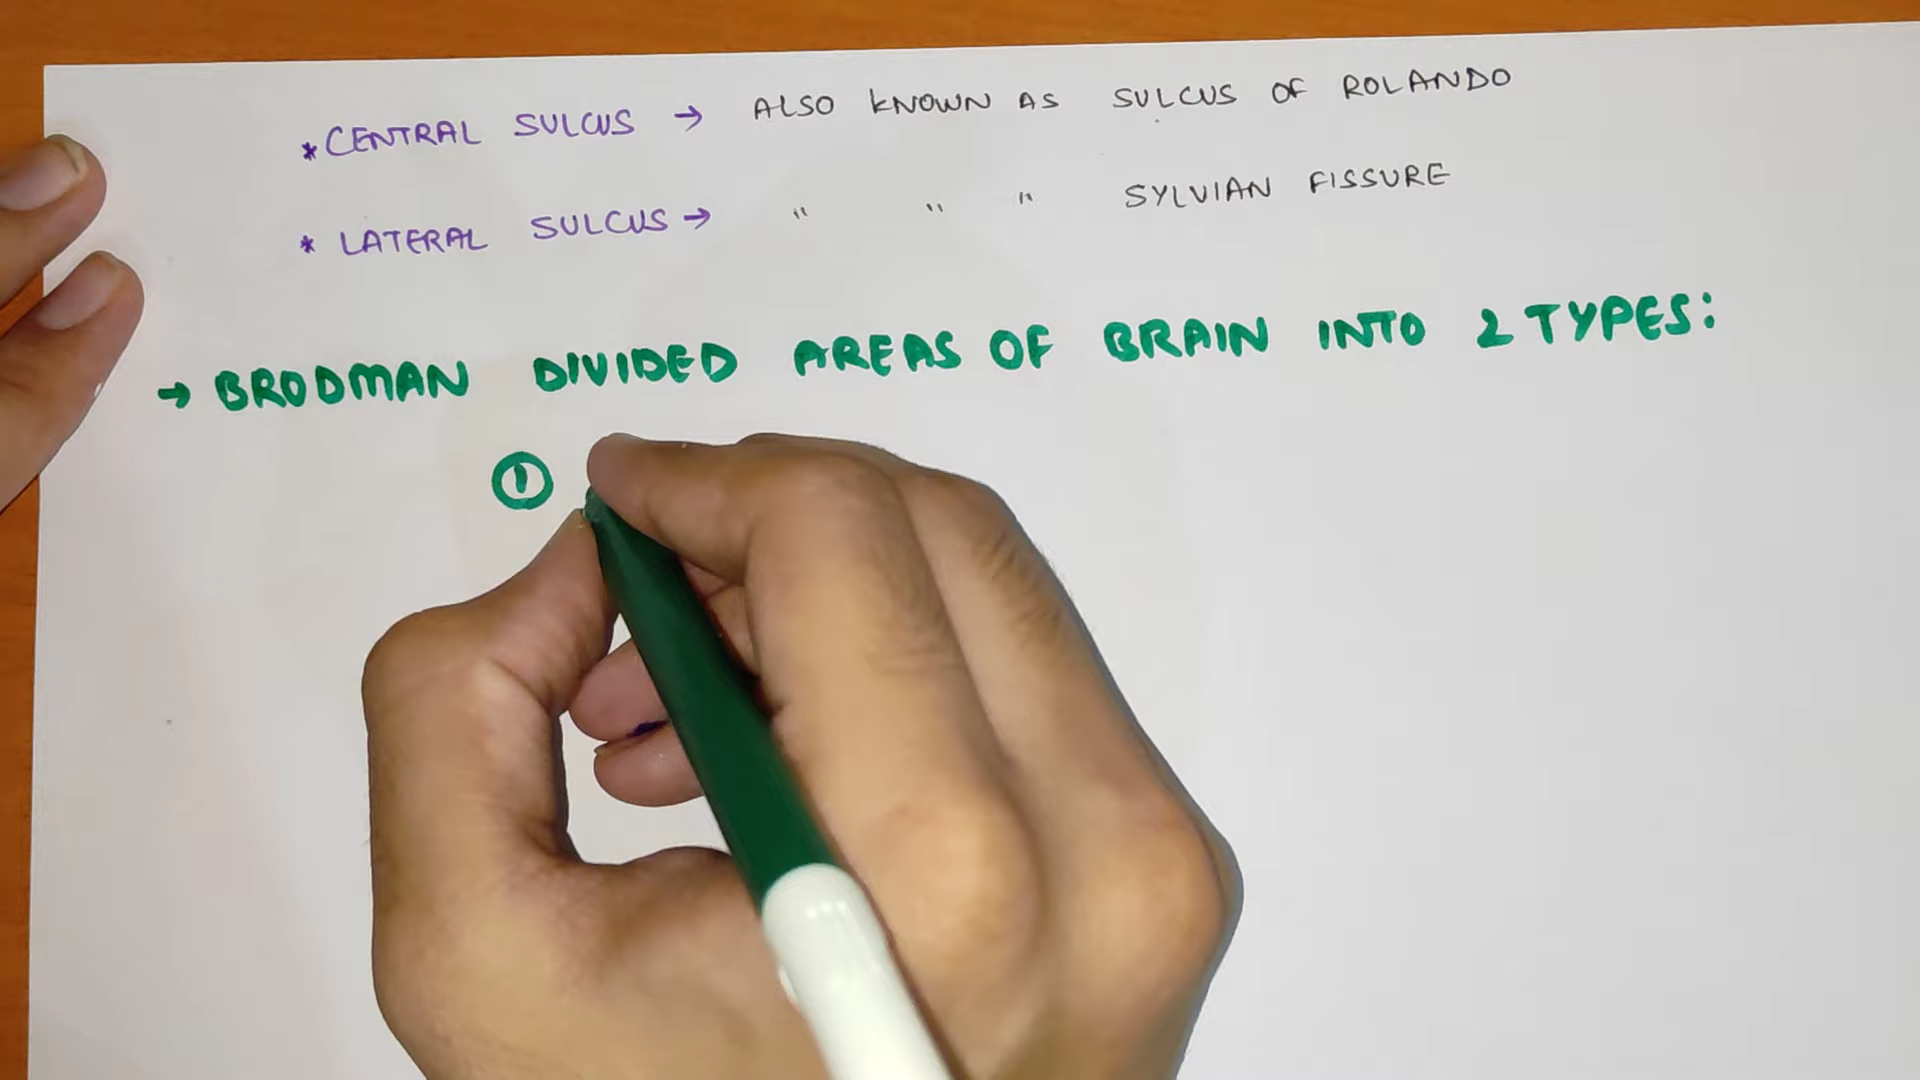 * CENTRAL SULCUS → ALSO KNOWN AS SULCUS OF ROLANDO
* LATERAL SULCUS → " " " SYLVIAN FISSURE
→ BRODMAN DIVIDED AREAS OF BRAIN INTO 2 TYPES:
①